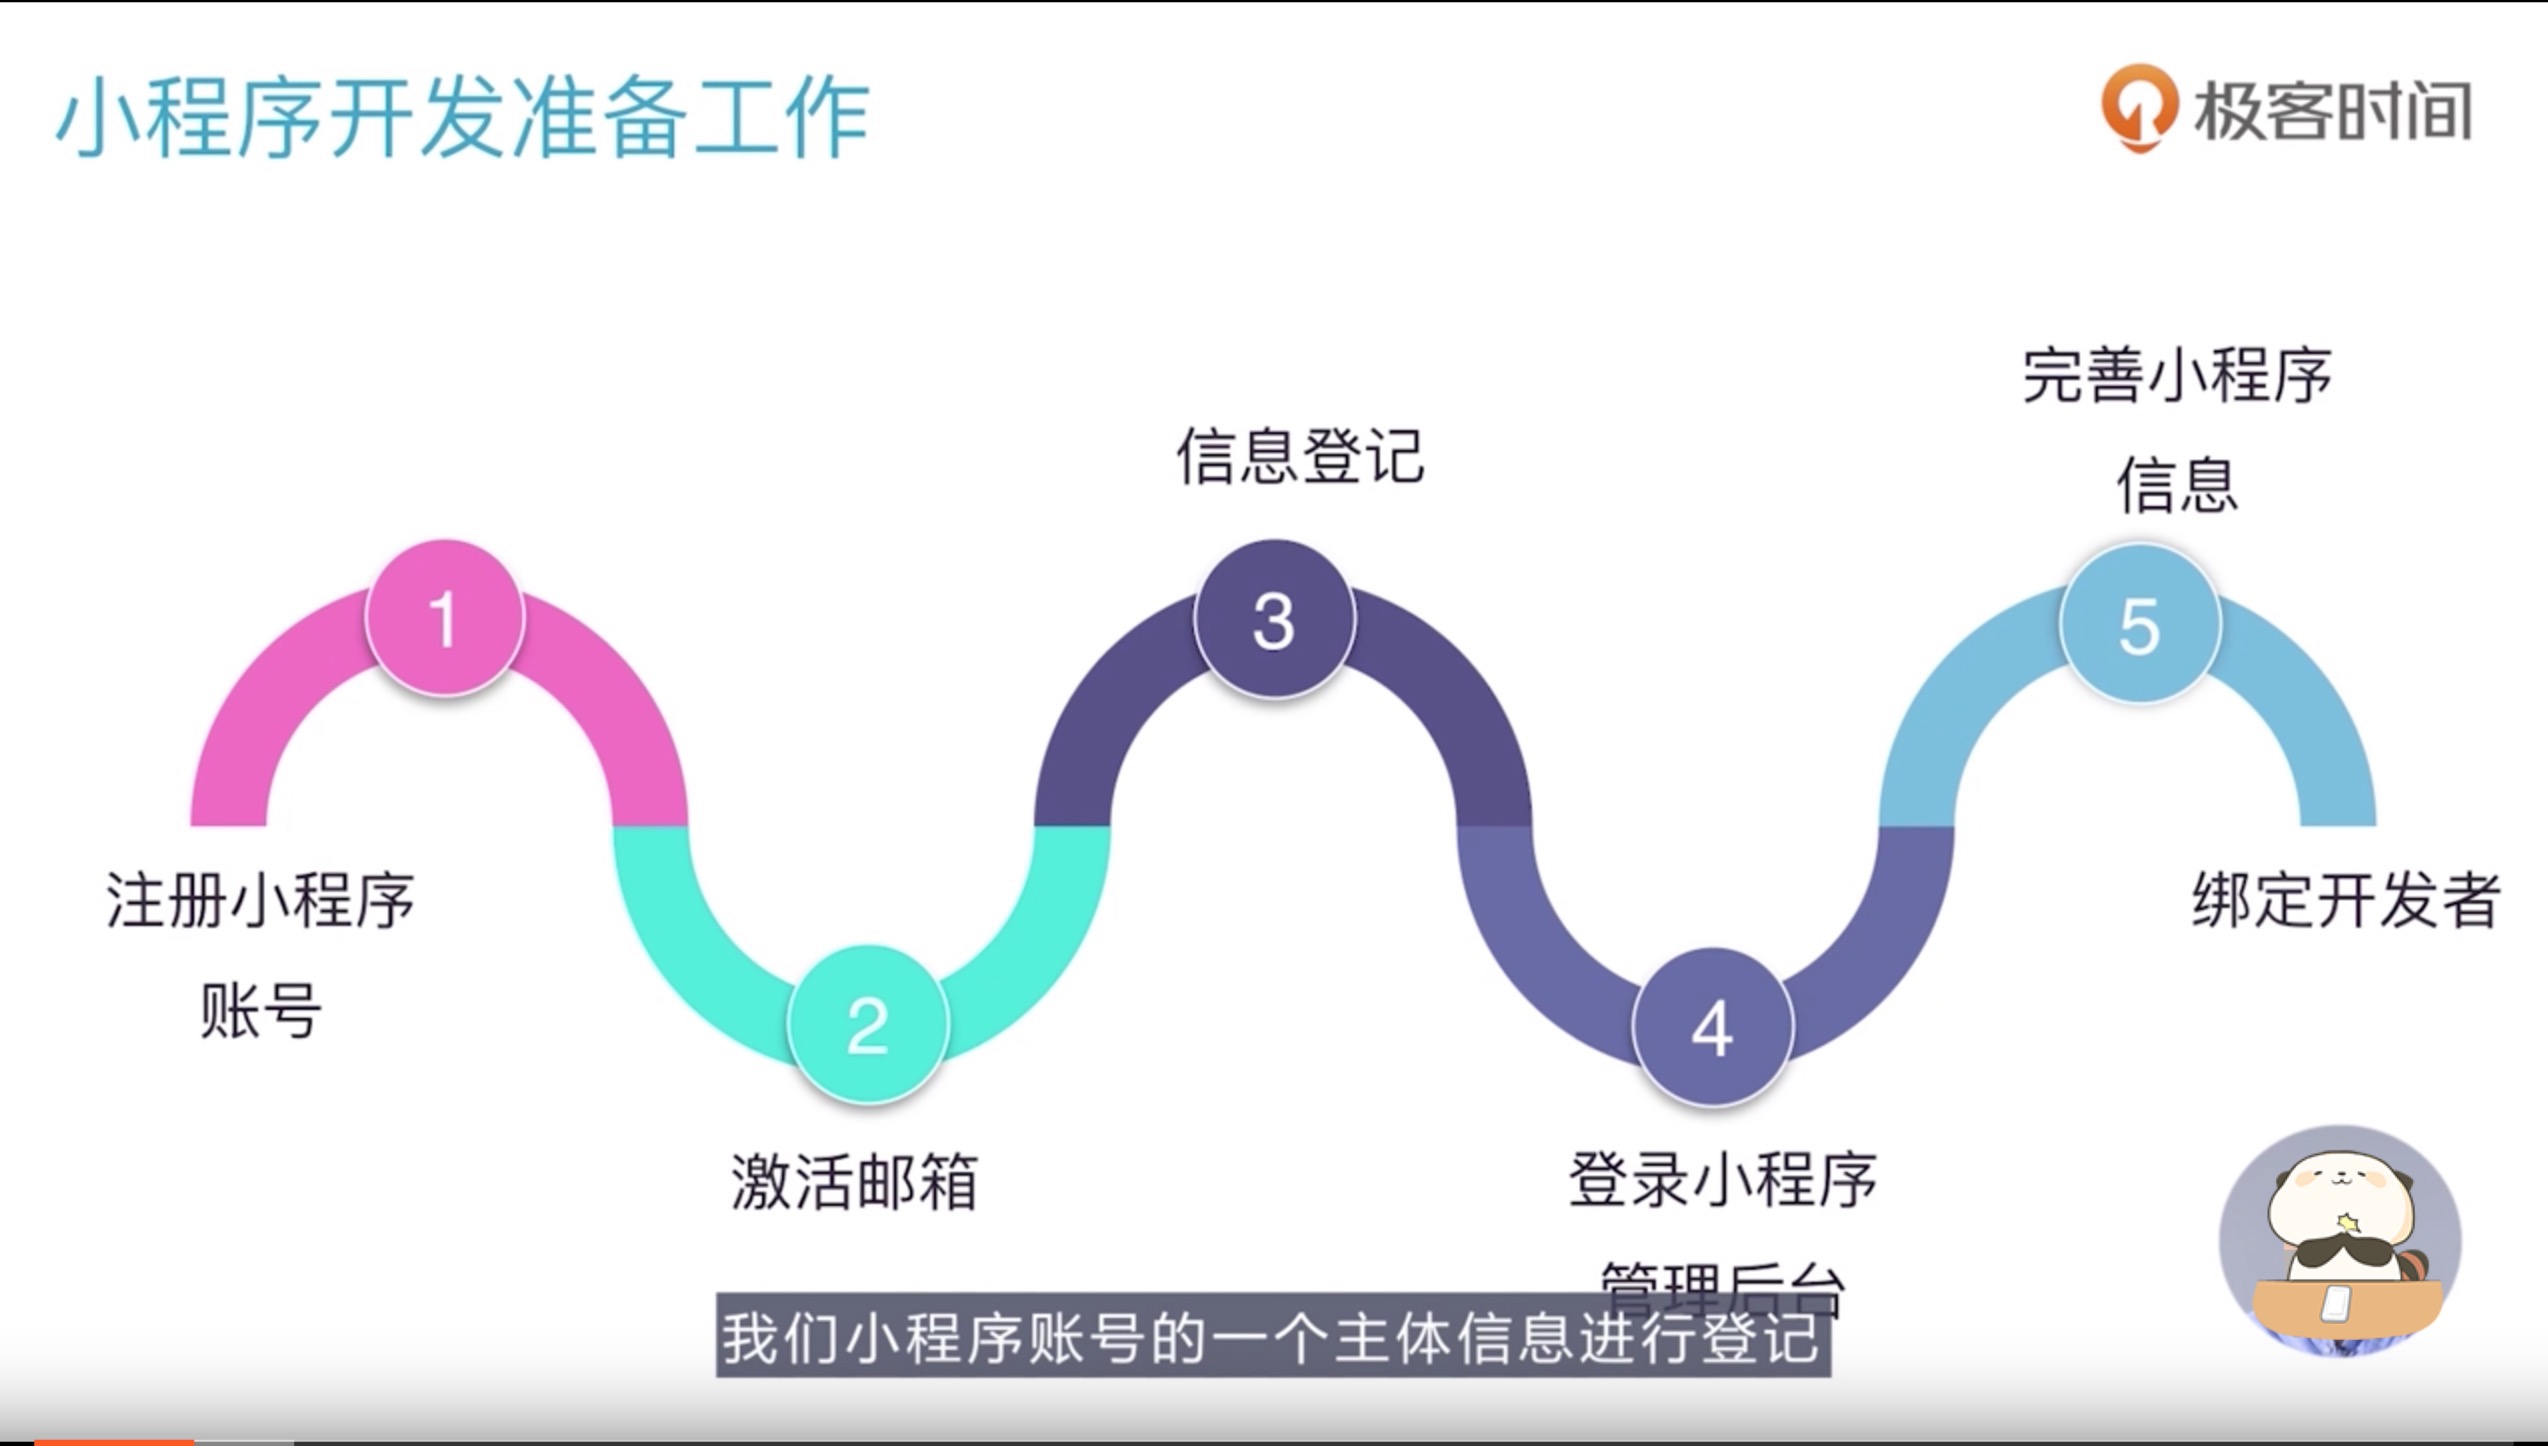 小程序开发准备工作
极客时间
1
注册小程序
账号
2
激活邮箱
3
信息登记
4
登录小程序
管理后台
5
完善小程序
信息
绑定开发者
我们小程序账号的一个主体信息进行登记